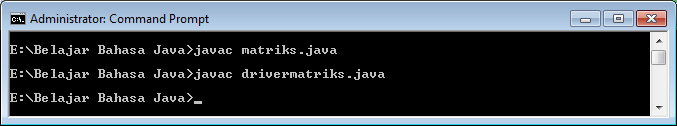 Administrator: Command Prompt
E:\Belajar Bahasa Java>javac matriks.java
E:\Belajar Bahasa Java>javac drivermatriks.java
E:\Belajar Bahasa Java>_